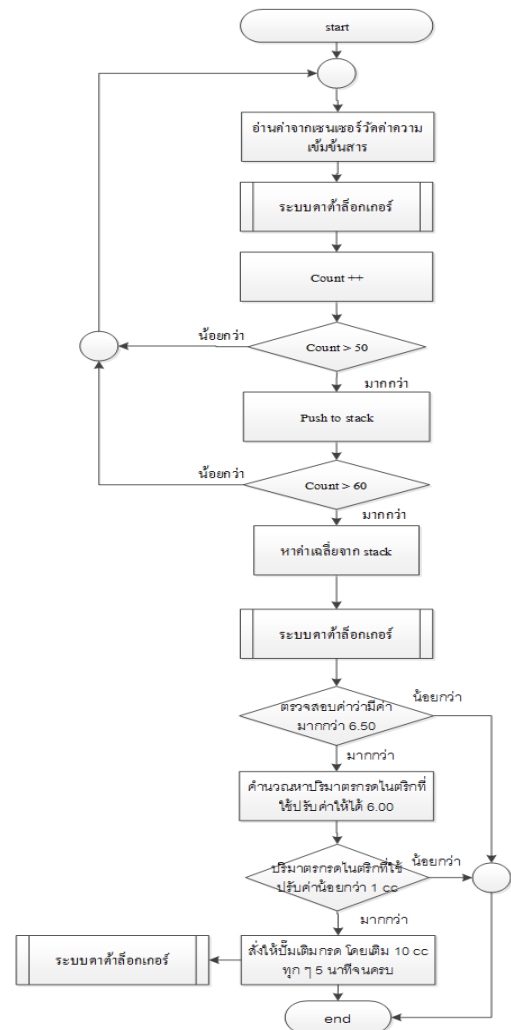 start
อ่านค่าจากเซนเซอร์วัดค่าความ
เข้มข้นสาร
ระบบดาต้าล็อกเกอร์
Count ++
น้อยกว่า
Count > 50
มากกว่า
Push to stack
น้อยกว่า
Count > 60
มากกว่า
หาค่าเฉลี่ยจาก stack
ระบบดาต้าล็อกเกอร์
น้อยกว่า
ตรวจสอบค่าว่ามีค่า
มากกว่า 6.50
มากกว่า
คำนวณหาปริมาตรกรดไนตริกที่
ใช้ปรับค่าให้ได้ 6.00
ปริมาตรกรดไนตริกที่ใช้
ปรับค่าน้อยกว่า 1 cc
น้อยกว่า
มากกว่า
สั่งให้ปั๊มเติมกรด โดยเติม 10 cc
ทุก ๆ 5 นาทีจนครบ
ระบบดาต้าล็อกเกอร์
end